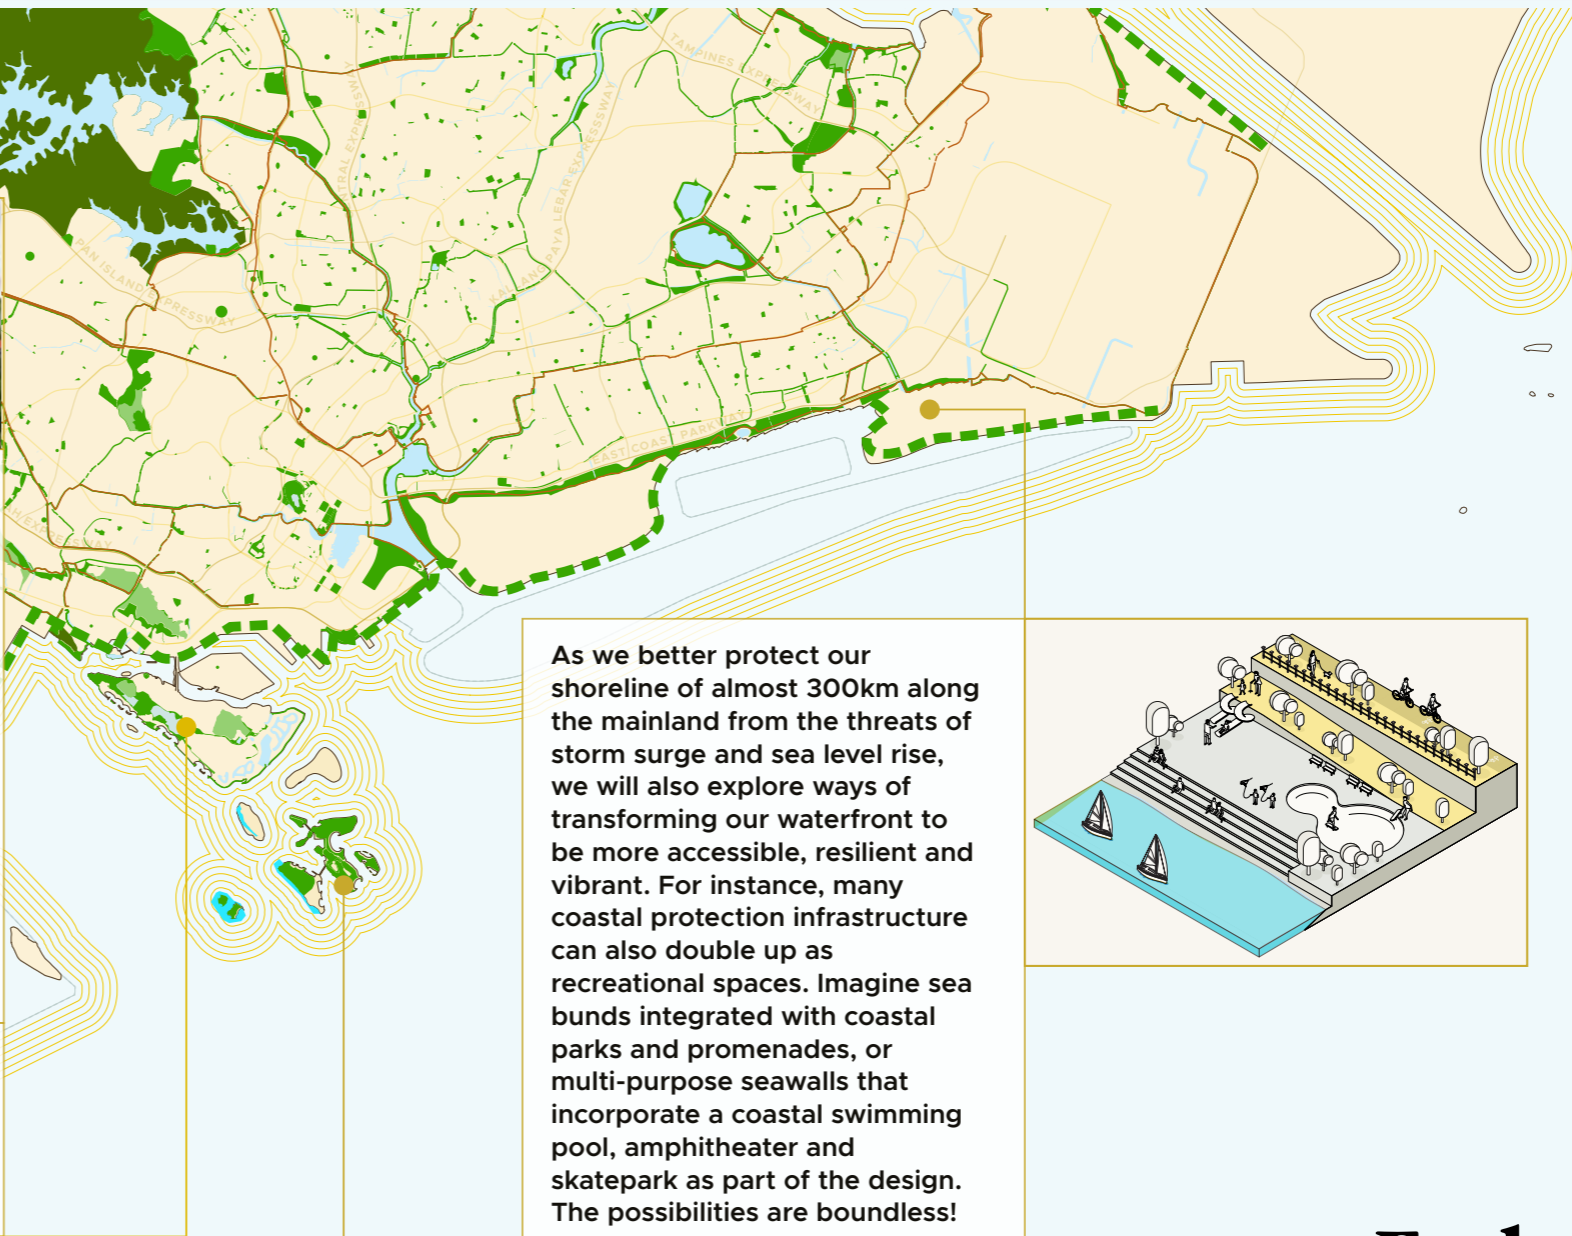 TAMPINES EXPRESSWAY
KALLANG PAYA LEBAR EXPRESSWAY
PAN ISLAND EXPRESSWAY
EAST COAST PARKWAY
EXPRESSWAY
As we better protect our
shoreline of almost 300km along
the mainland from the threats of
storm surge and sea level rise,
we will also explore ways of
transforming our waterfront to
be more accessible, resilient and
vibrant. For instance, many
coastal protection infrastructure
can also double up as
recreational spaces. Imagine sea
bunds integrated with coastal
parks and promenades, or
multi-purpose seawalls that
incorporate a coastal swimming
pool, amphitheater and
skatepark as part of the design.
The possibilities are boundless!